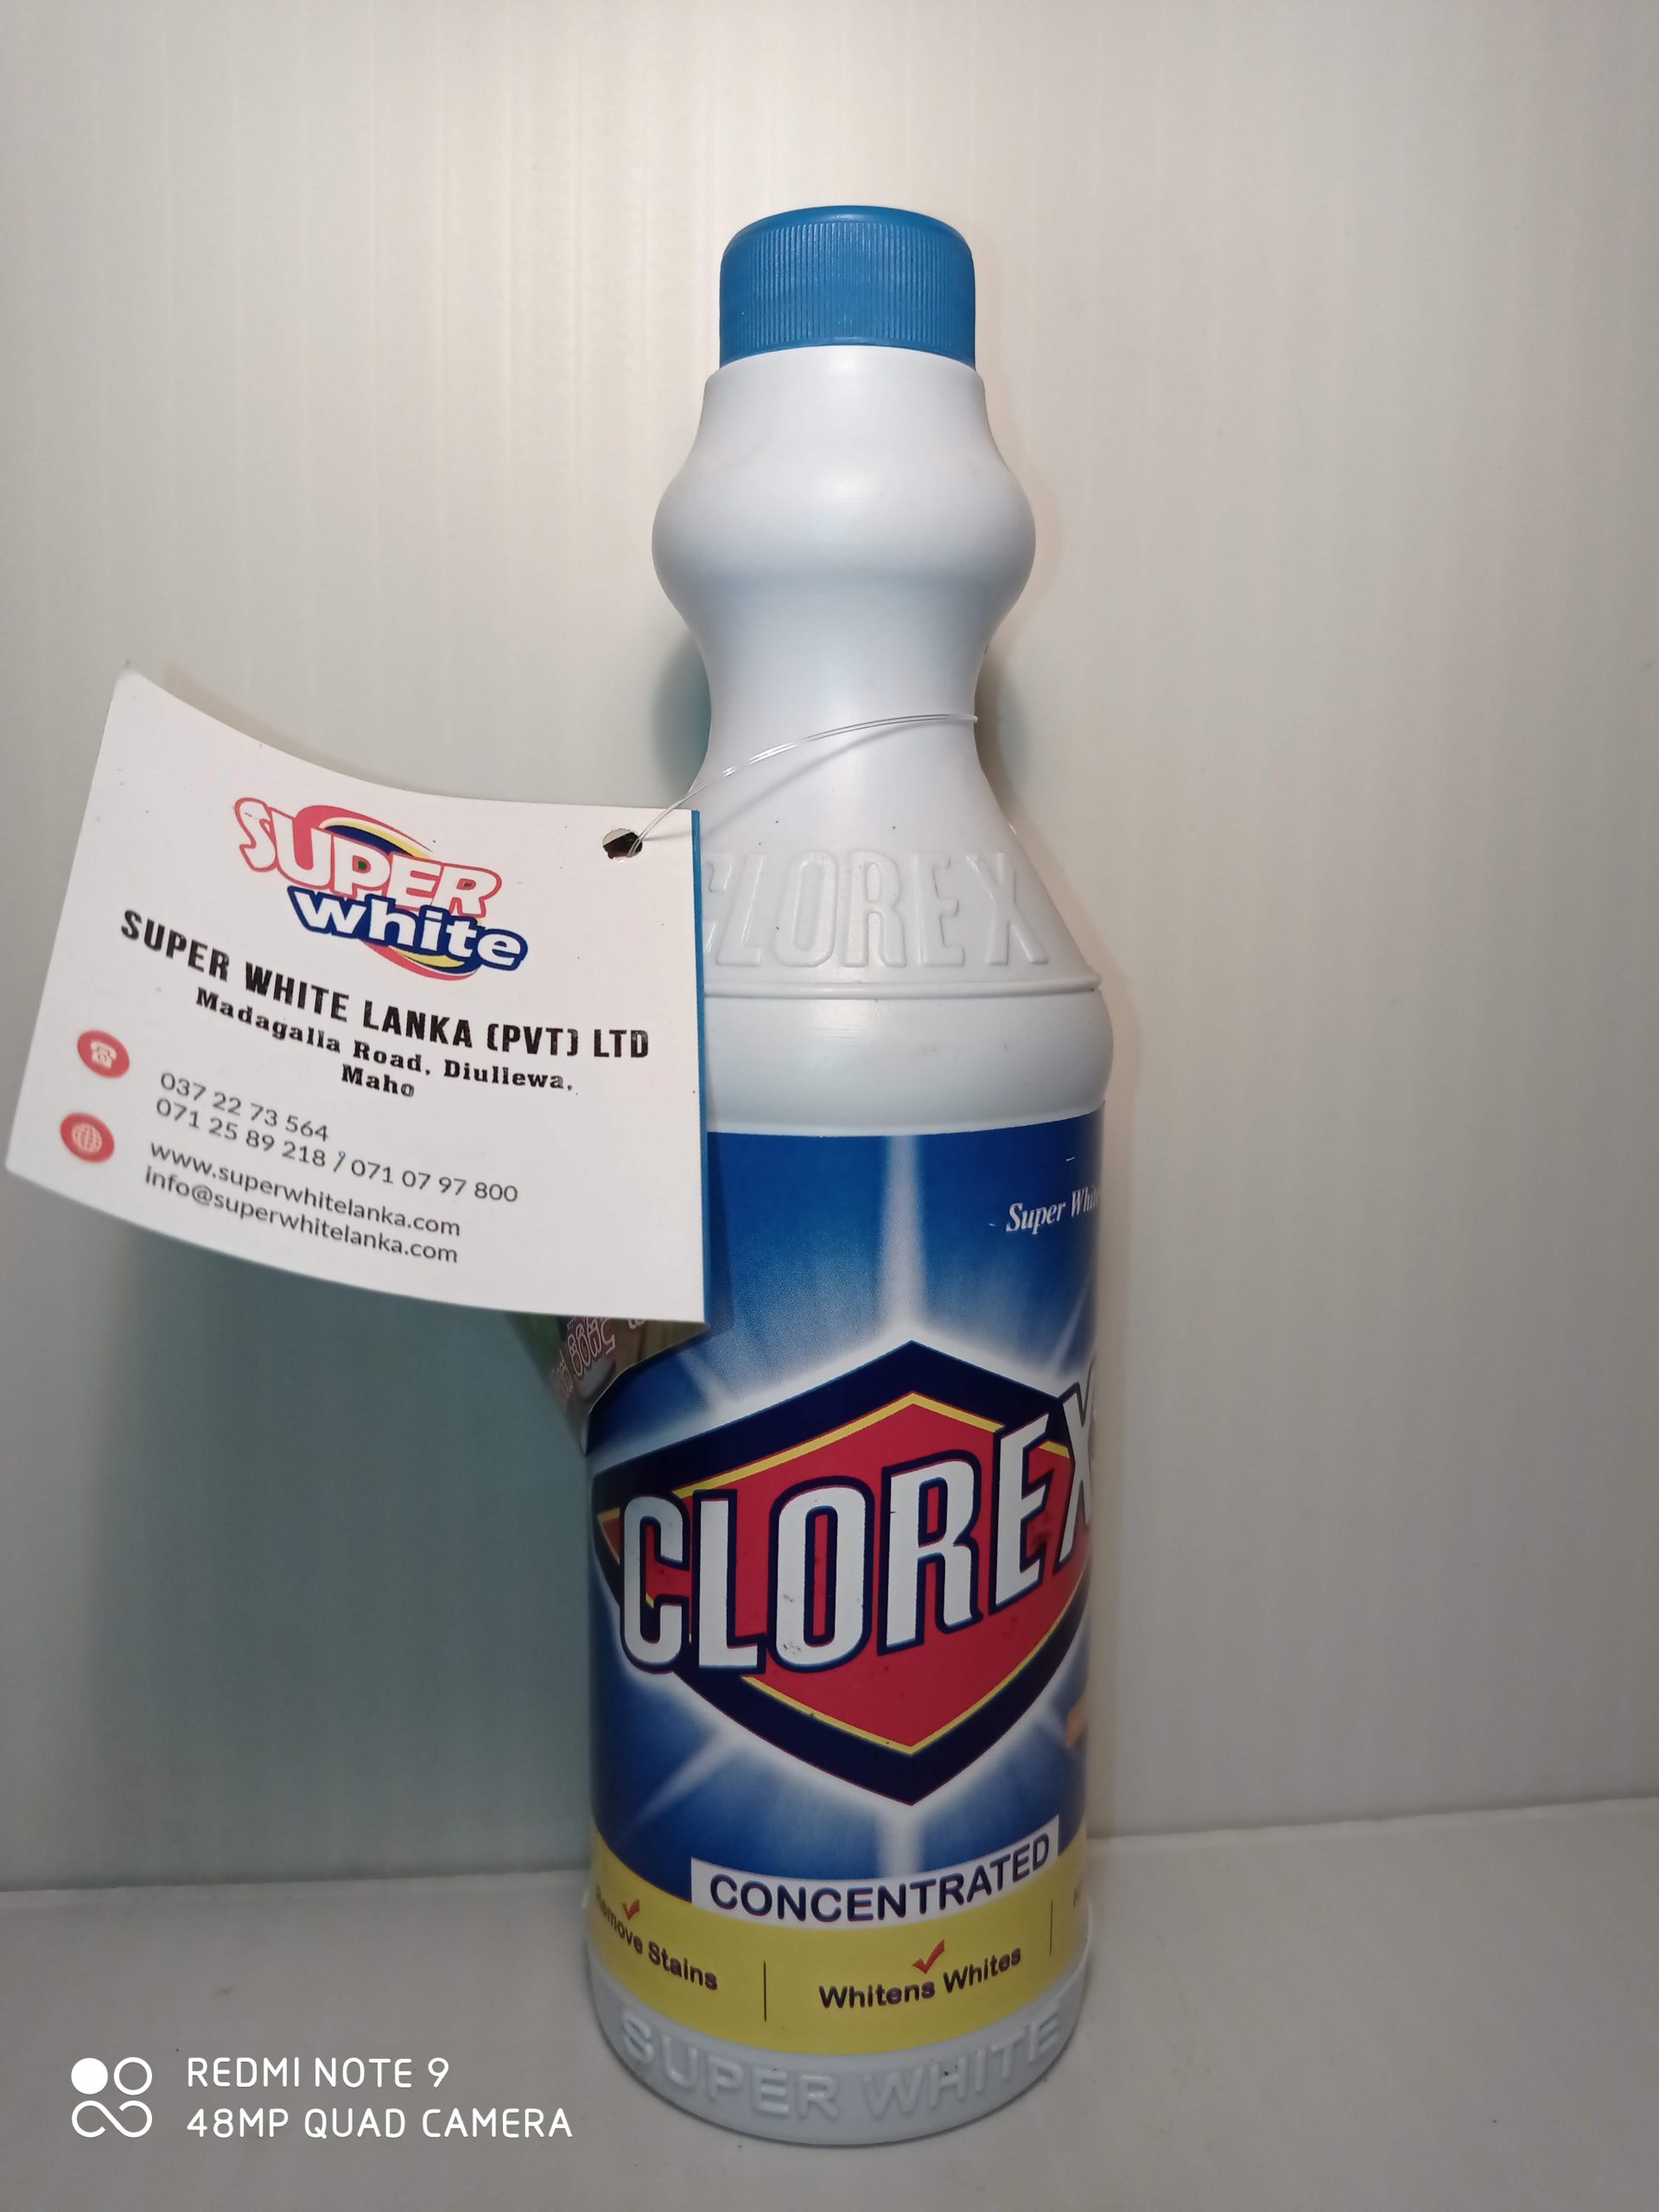 SUPER
white
SUPER WHITE LANKA (PVT) LTD
Madagalla Road, Diullewa,
Maho
037 22 73 564
071 25 89 218 / 071 07 97 800
www.superwhitelanka.com
info@superwhitelanka.com
CLOREX
Super White
CLOREX
CONCENTRATED
Remove Stains
Whitens Whites
SUPER WHITE
REDMI NOTE 9
48MP QUAD CAMERA